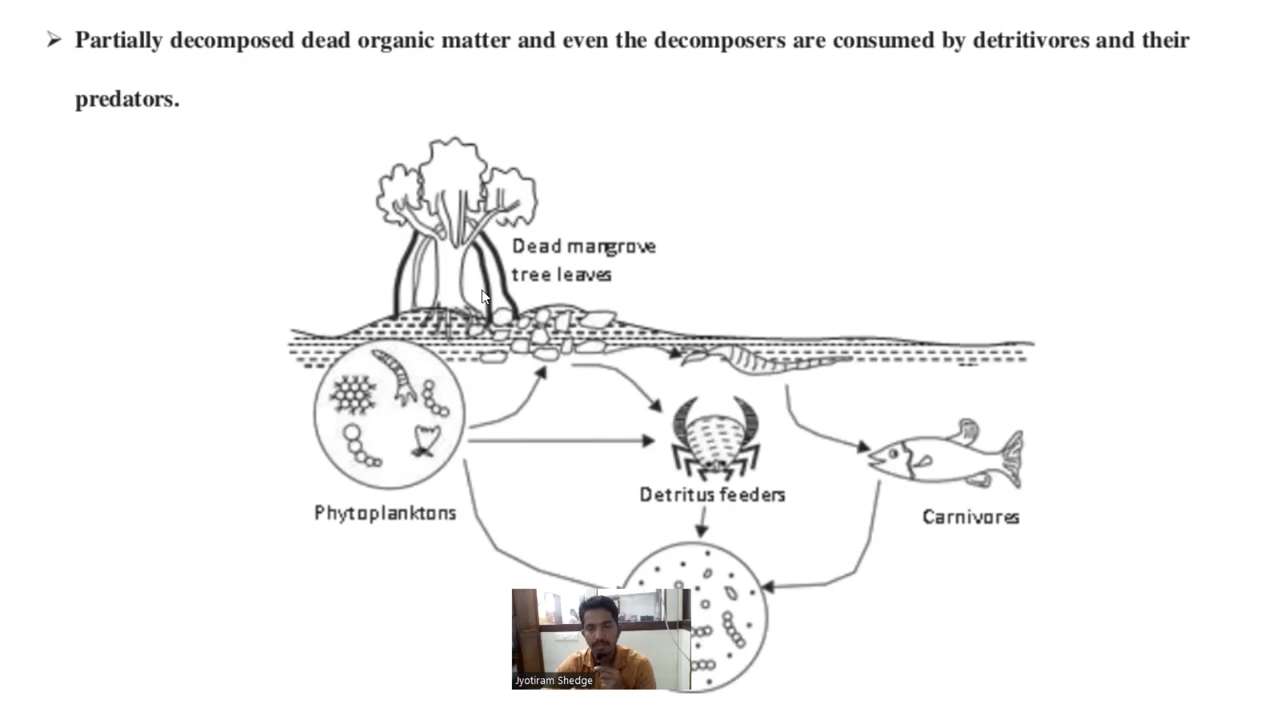 ➢ Partially decomposed dead organic matter and even the decomposers are consumed by detritivores and their
predators.
Dead mangrove
tree leaves
Detritus feeders
Phytoplanktons
Carnivores
Jyotiram Shedge